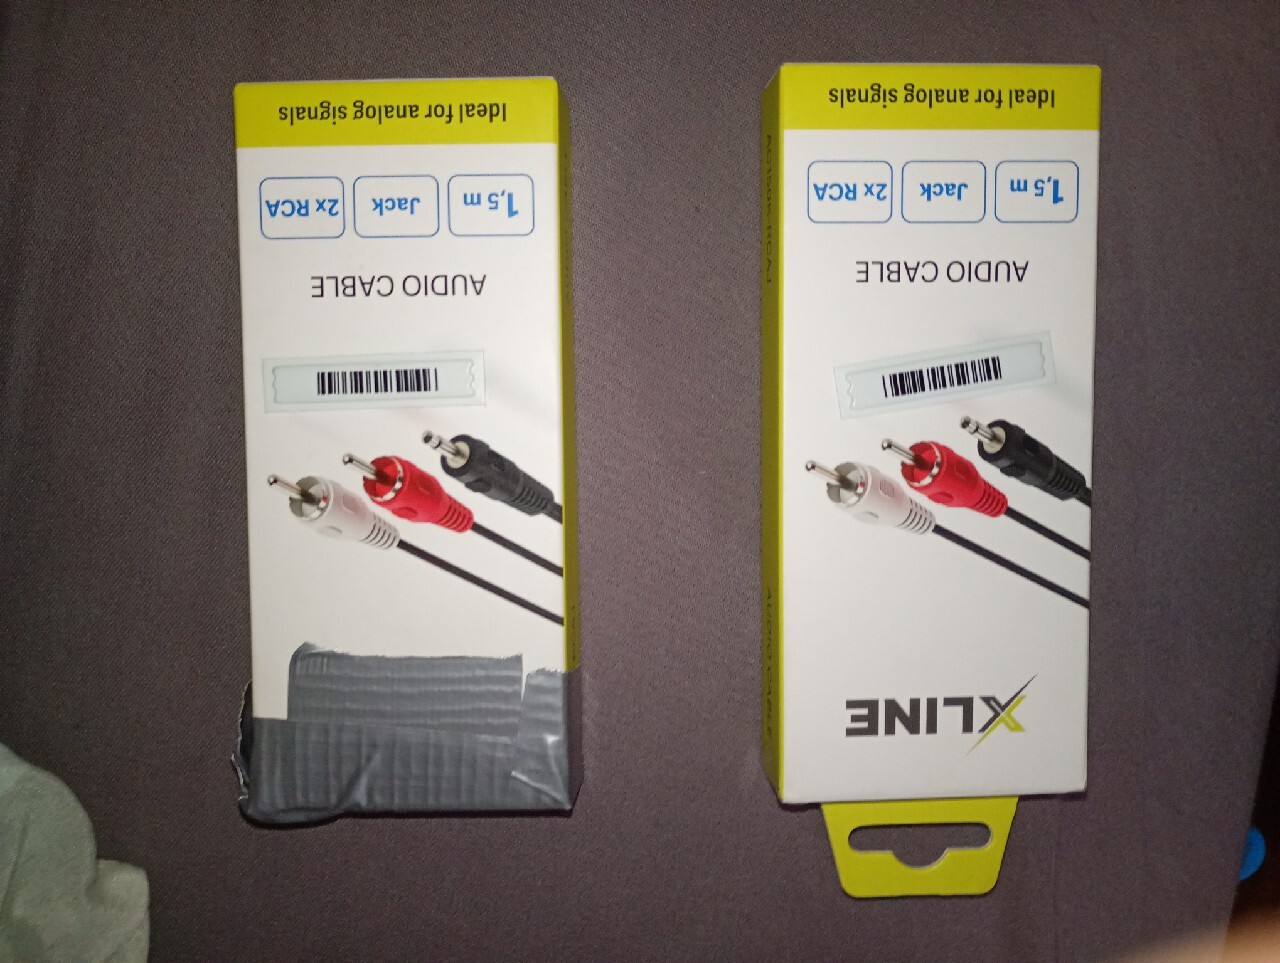 AUDIO CABLE
1,5 m
Jack
2x RCA
Ideal for analog signals
XLINE
AUDIO CABLE
1,5 m
Jack
2x RCA
Ideal for analog signals